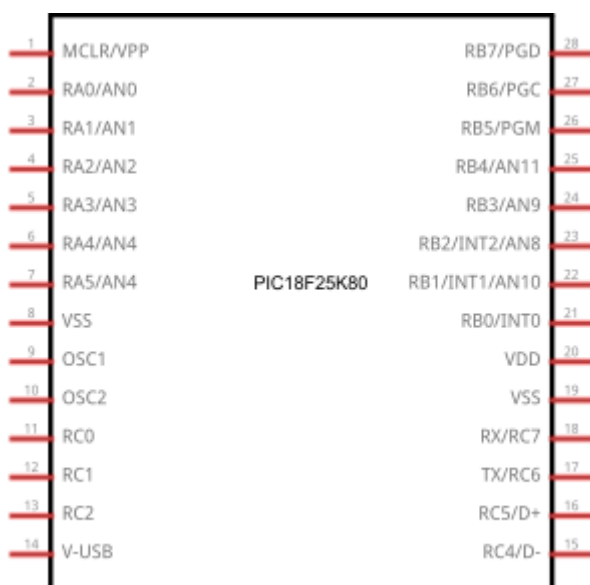 1 MCLR/VPP RB7/PGD 28
2 RA0/AN0 RB6/PGC 27
3 RA1/AN1 RB5/PGM 26
4 RA2/AN2 RB4/AN11 25
5 RA3/AN3 RB3/AN9 24
6 RA4/AN4 RB2/INT2/AN8 23
7 RA5/AN4 PIC18F25K80 RB1/INT1/AN10 22
8 VSS RB0/INT0 21
9 OSC1 VDD 20
10 OSC2 VSS 19
11 RC0 RX/RC7 18
12 RC1 TX/RC6 17
13 RC2 RC5/D+ 16
14 V-USB RC4/D- 15